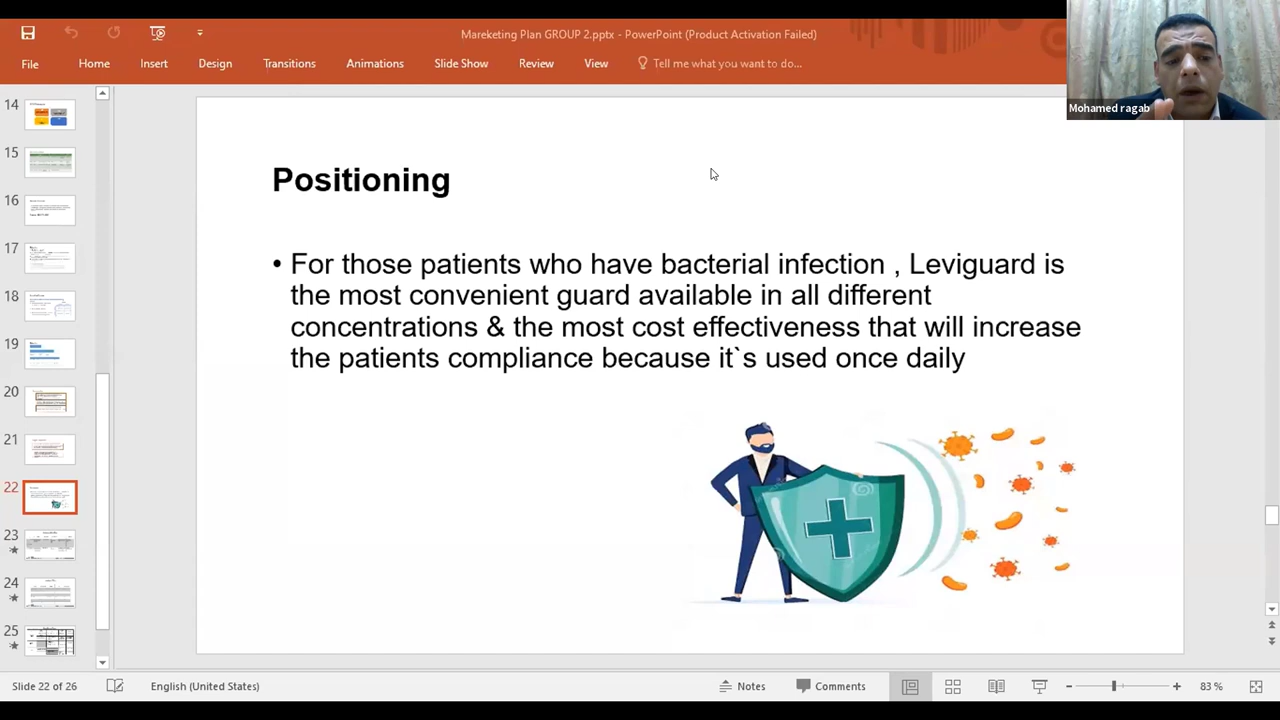 Mareketing Plan GROUP 2.pptx - PowerPoint (Product Activation Failed)
File Home Insert Design Transitions Animations Slide Show Review View Tell me what you want to do...
Mohamed ragab
14
15
16
17
18
19
20
21
22
23
24
25
Positioning
• For those patients who have bacterial infection , Leviguard is
the most convenient guard available in all different
concentrations & the most cost effectiveness that will increase
the patients compliance because it`s used once daily
Slide 22 of 26 English (United States) Notes Comments 83 %